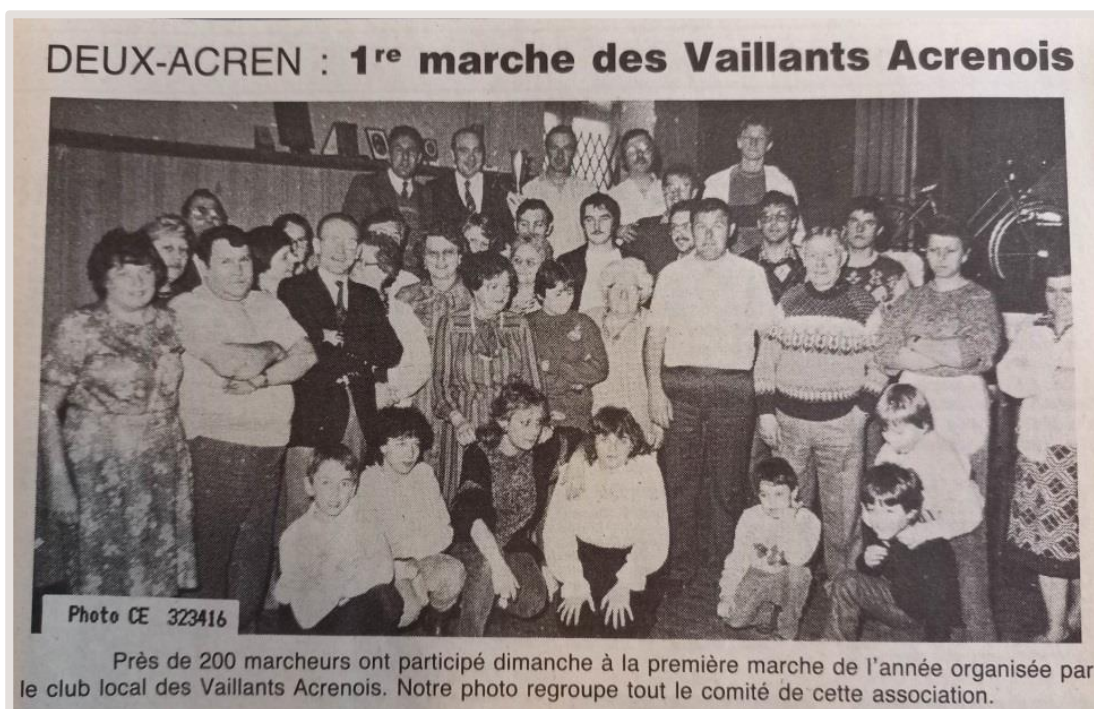 DEUX-ACREN : 1re marche des Vaillants Acrenois
Photo CE 323416
Près de 200 marcheurs ont participé dimanche à la première marche de l'année organisée par
le club local des Vaillants Acrenois. Notre photo regroupe tout le comité de cette association.